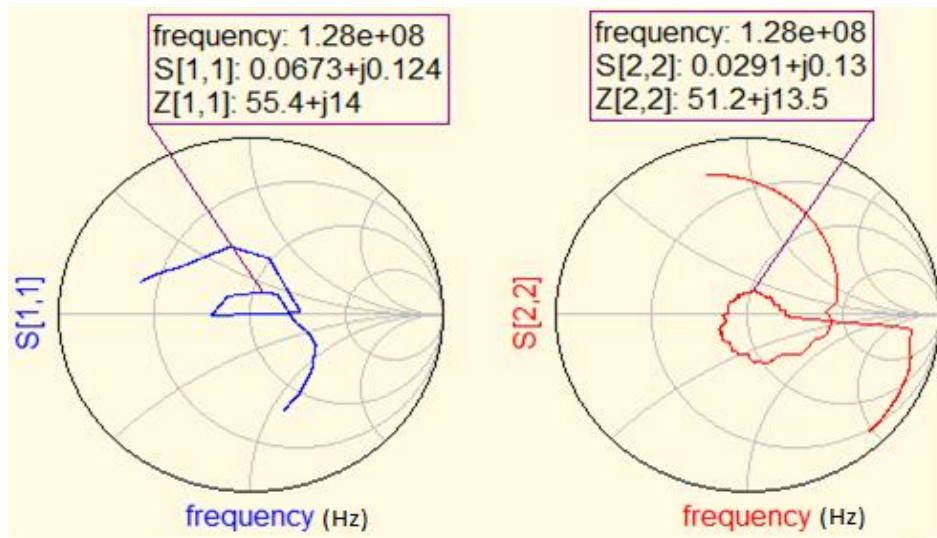 frequency: 1.28e+08
S[1,1]: 0.0673+j0.124
Z[1,1]: 55.4+j14
frequency: 1.28e+08
S[2,2]: 0.0291+j0.13
Z[2,2]: 51.2+j13.5
S[1,1]
S[2,2]
frequency (Hz)
frequency (Hz)